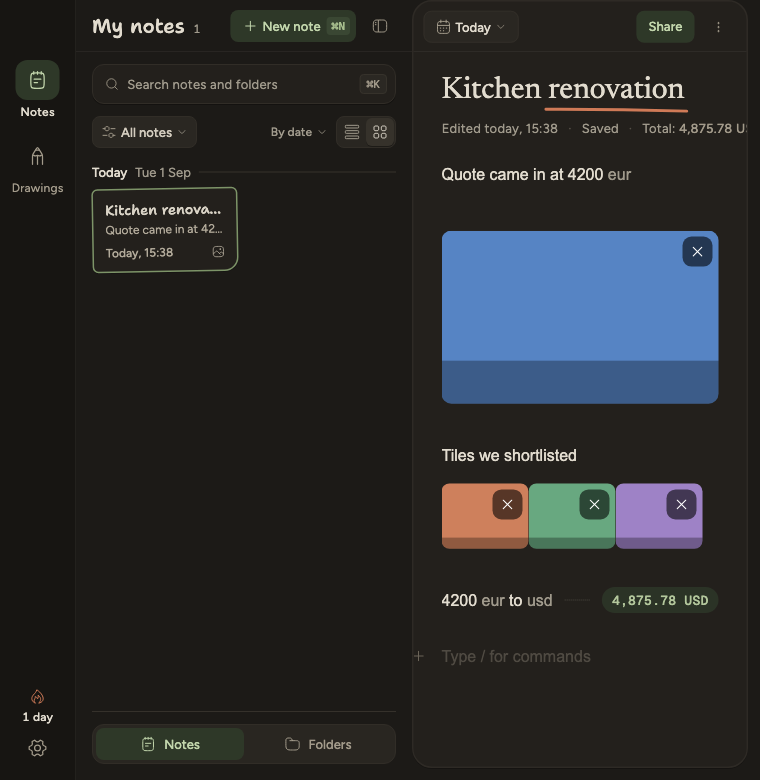 Notes
Drawings
1 day
My notes 1
New note ⌘N
Search notes and folders ⌘K
All notes
By date
Today Tue 1 Sep
Kitchen renova...
Quote came in at 42...
Today, 15:38
Notes
Folders
Today
Share
Kitchen renovation
Edited today, 15:38 · Saved · Total: 4,875.78 U
Quote came in at 4200 eur
Tiles we shortlisted
4200 eur to usd 4,875.78 USD
Type / for commands